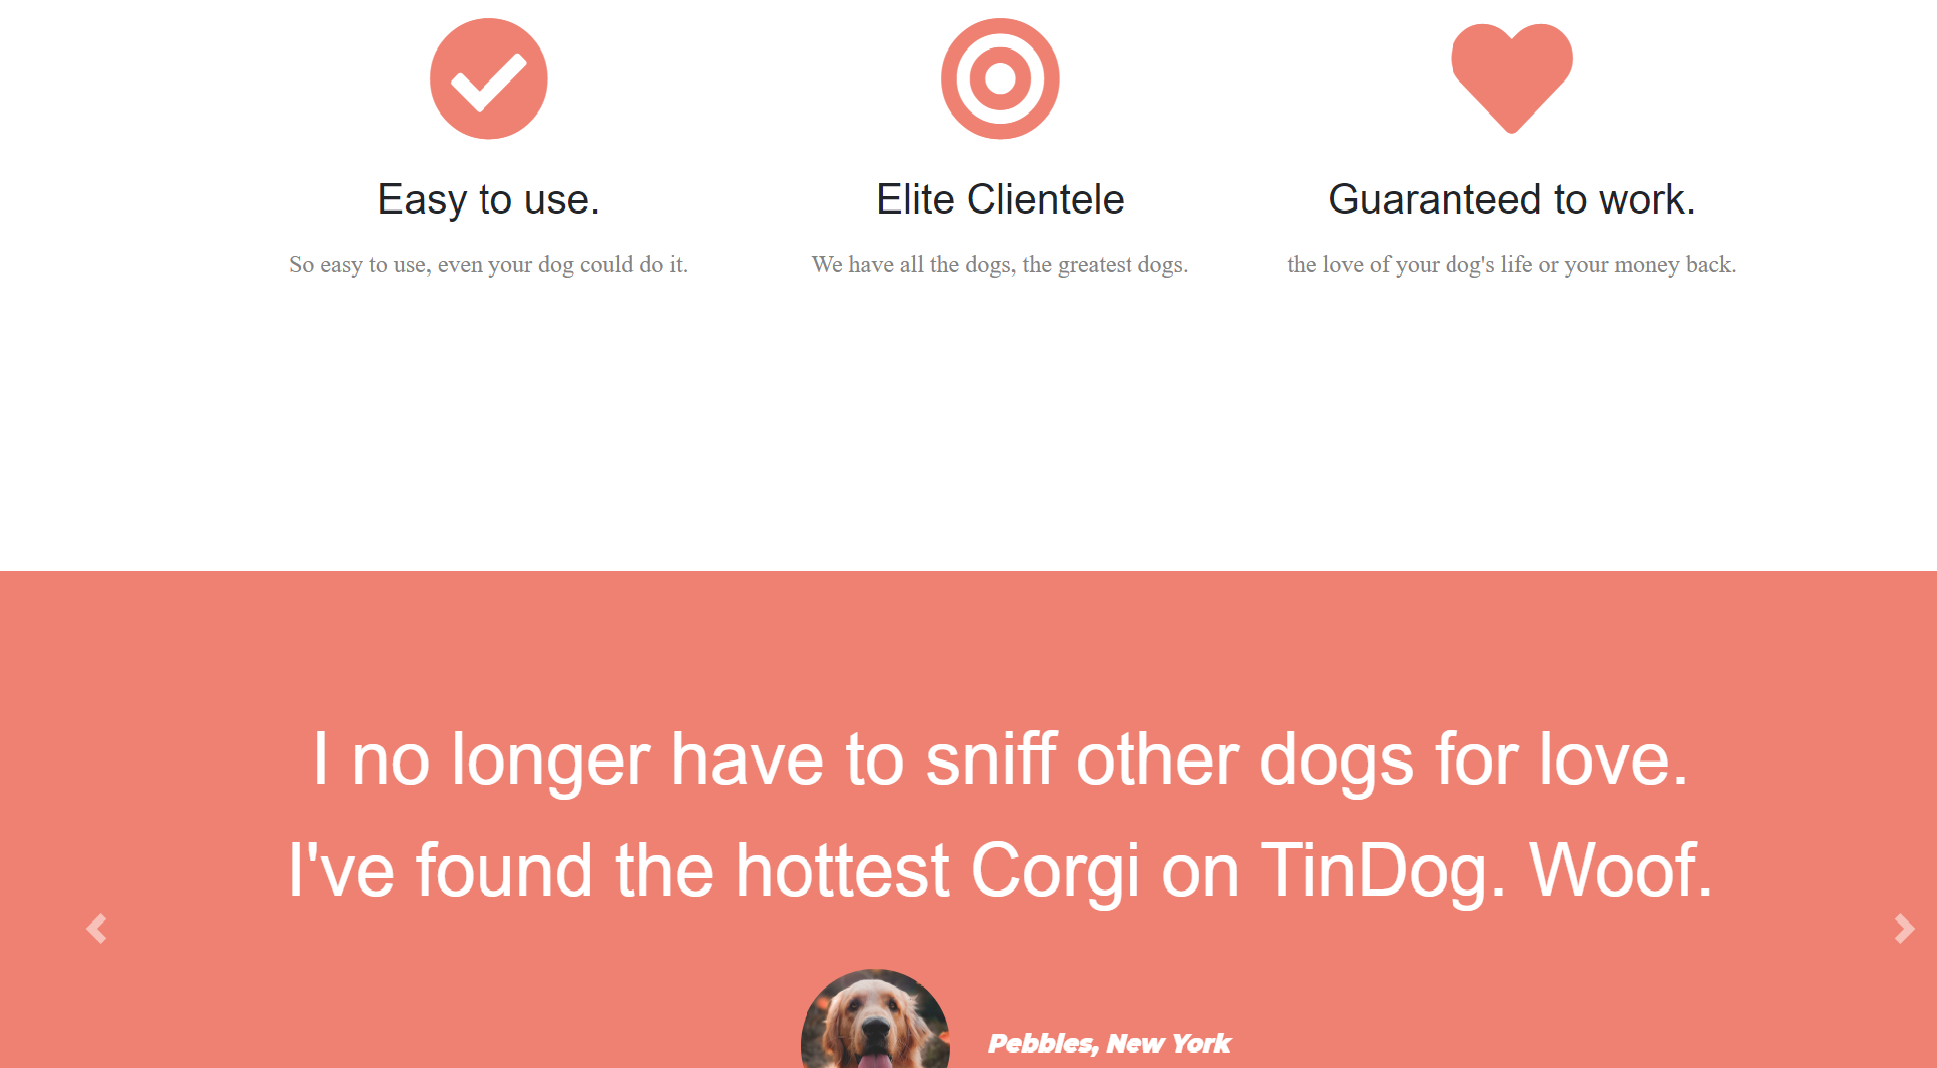 Easy to use.
Elite Clientele
Guaranteed to work.
So easy to use, even your dog could do it.
We have all the dogs, the greatest dogs.
the love of your dog's life or your money back.
I no longer have to sniff other dogs for love.
I've found the hottest Corgi on TinDog. Woof.
Pebbles, New York